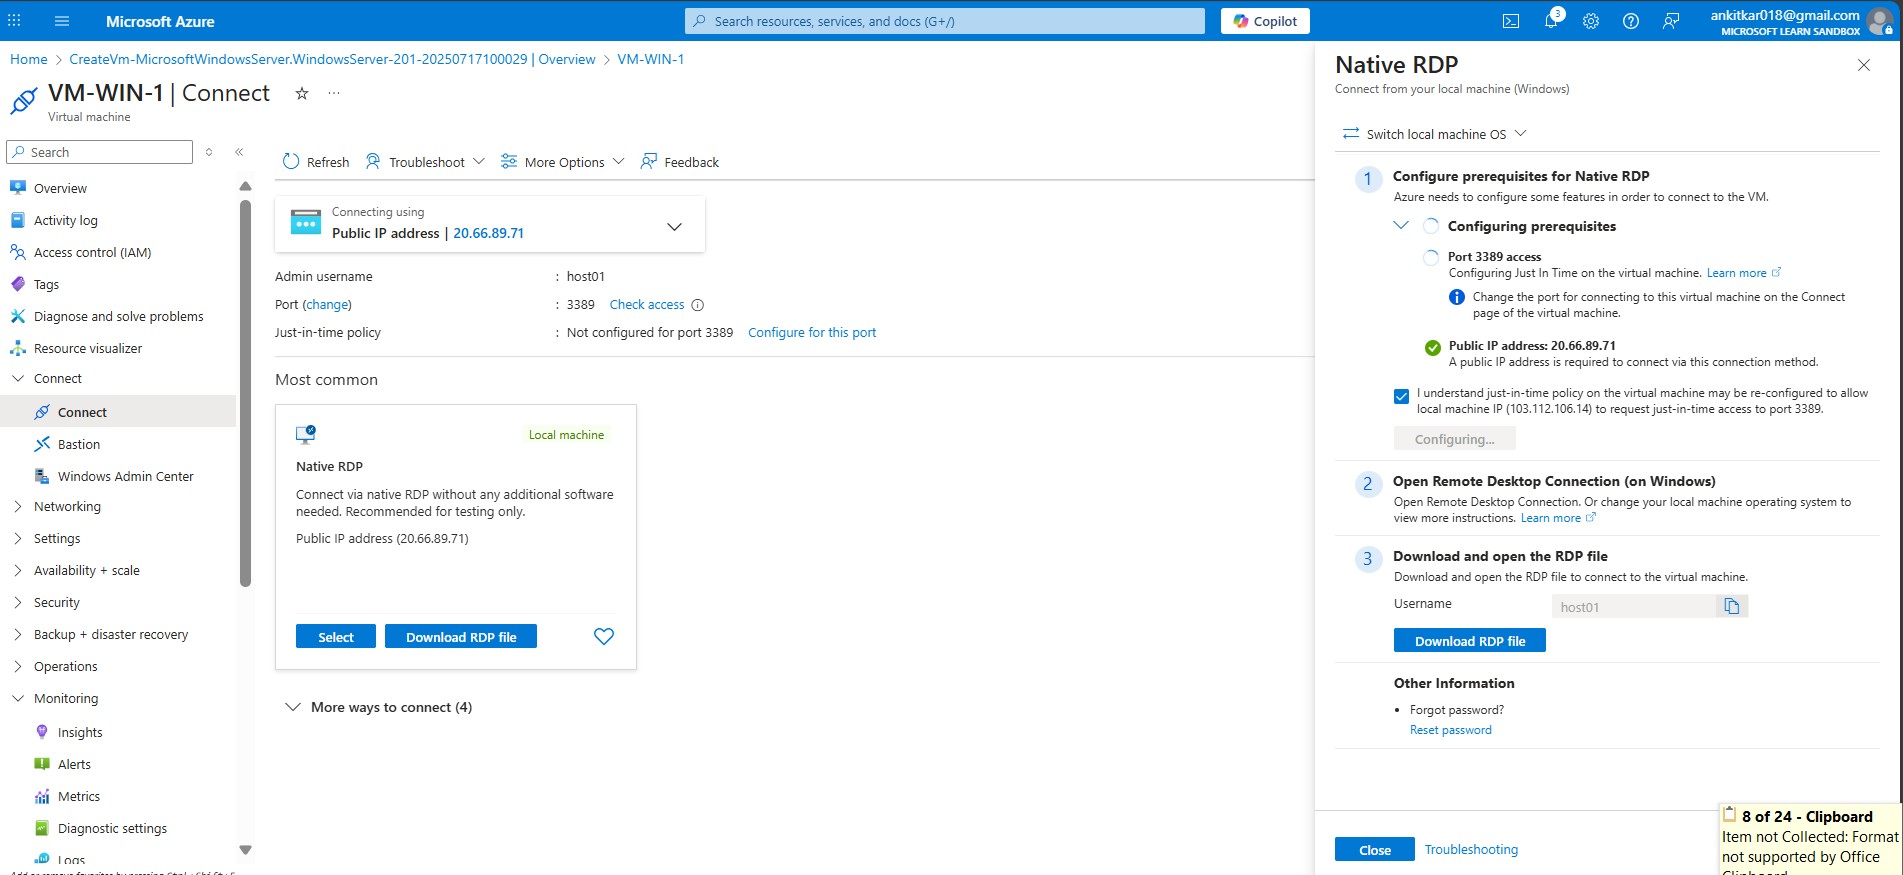 Microsoft Azure
Search resources, services, and docs (G+/)
Copilot
3
ankitkar018@gmail.com
MICROSOFT LEARN SANDBOX
Home > CreateVm-MicrosoftWindowsServer.WindowsServer-201-20250717100029 | Overview > VM-WIN-1
VM-WIN-1 | Connect
Virtual machine
Search
Overview
Activity log
Access control (IAM)
Tags
Diagnose and solve problems
Resource visualizer
Connect
Connect
Bastion
Windows Admin Center
Networking
Settings
Availability + scale
Security
Backup + disaster recovery
Operations
Monitoring
Insights
Alerts
Metrics
Diagnostic settings
Logs
Refresh
Troubleshoot
More Options
Feedback
Connecting using
Public IP address | 20.66.89.71
Admin username : host01
Port (change) : 3389 Check access
Just-in-time policy : Not configured for port 3389 Configure for this port
Most common
Local machine
Native RDP
Connect via native RDP without any additional software
needed. Recommended for testing only.
Public IP address (20.66.89.71)
Select
Download RDP file
More ways to connect (4)
Native RDP
Connect from your local machine (Windows)
Switch local machine OS
1
Configure prerequisites for Native RDP
Azure needs to configure some features in order to connect to the VM.
Configuring prerequisites
Port 3389 access
Configuring Just In Time on the virtual machine. Learn more
Change the port for connecting to this virtual machine on the Connect
page of the virtual machine.
Public IP address: 20.66.89.71
A public IP address is required to connect via this connection method.
I understand just-in-time policy on the virtual machine may be re-configured to allow
local machine IP (103.112.106.14) to request just-in-time access to port 3389.
Configuring...
2
Open Remote Desktop Connection (on Windows)
Open Remote Desktop Connection. Or change your local machine operating system to
view more instructions. Learn more
3
Download and open the RDP file
Download and open the RDP file to connect to the virtual machine.
Username
host01
Download RDP file
Other Information
• Forgot password?
Reset password
Close
Troubleshooting
8 of 24 - Clipboard
Item not Collected: Format
not supported by Office